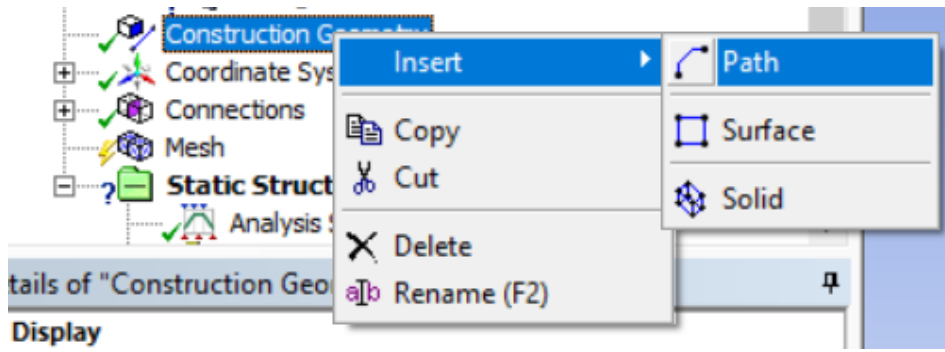 Construction Geometry
Insert
Path
Coordinate Sys
Connections
Copy
Surface
Mesh
Cut
Static Struct
Solid
Analysis S
Delete
tails of "Construction Geo
Rename (F2)
Display